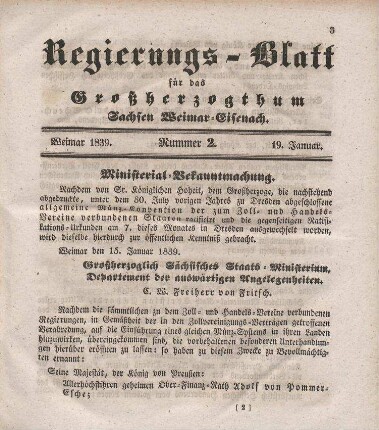 3
Regierungs-Blatt
für das
Großherzogthum
Sachsen Weimar-Eisenach.
Weimar 1839. Nummer 2. 19. Januar.
Ministerial-Bekanntmachung.
Nachdem von Sr. Königlichen Hoheit, dem Großherzoge, die nachstehend
abgedruckte, unter dem 30. July vorigen Jahres zu Dresden abgeschlossene
allgemeine Münz-Konvention der zum Zoll- und Handels-
Vereine verbundenen Staaten ratificirt und die gegenseitigen Ratifi-
kations-Urkunden am 7. dieses Monates in Dresden ausgewechselt worden,
wird dieselbe hierdurch zur öffentlichen Kenntniß gebracht.
Weimar den 15. Januar 1839.
Großherzoglich Sächsisches Staats-Ministerium,
Departement der auswärtigen Angelegenheiten.
C. W. Freiherr von Fritsch.
Nachdem die sämmtlichen zu dem Zoll- und Handels-Vereine verbundenen
Regierungen, in Gemäßheit der in den Zollvereinigungs-Verträgen getroffenen
Verabredung, auf die Einführung eines gleichen Münz-Systems in ihren Landen
hinzuwirken, übereingekommen sind, die vorbehaltenen besonderen Unterhandlun-
gen hierüber eröffnen zu lassen; so haben zu diesem Zwecke zu Bevollmächtig-
ten ernannt:
Seine Majestät, der König von Preußen:
Allerhöchstihren geheimen Ober-Finanz-Rath Adolf von Pommer-
Esche;
[ 2 ]